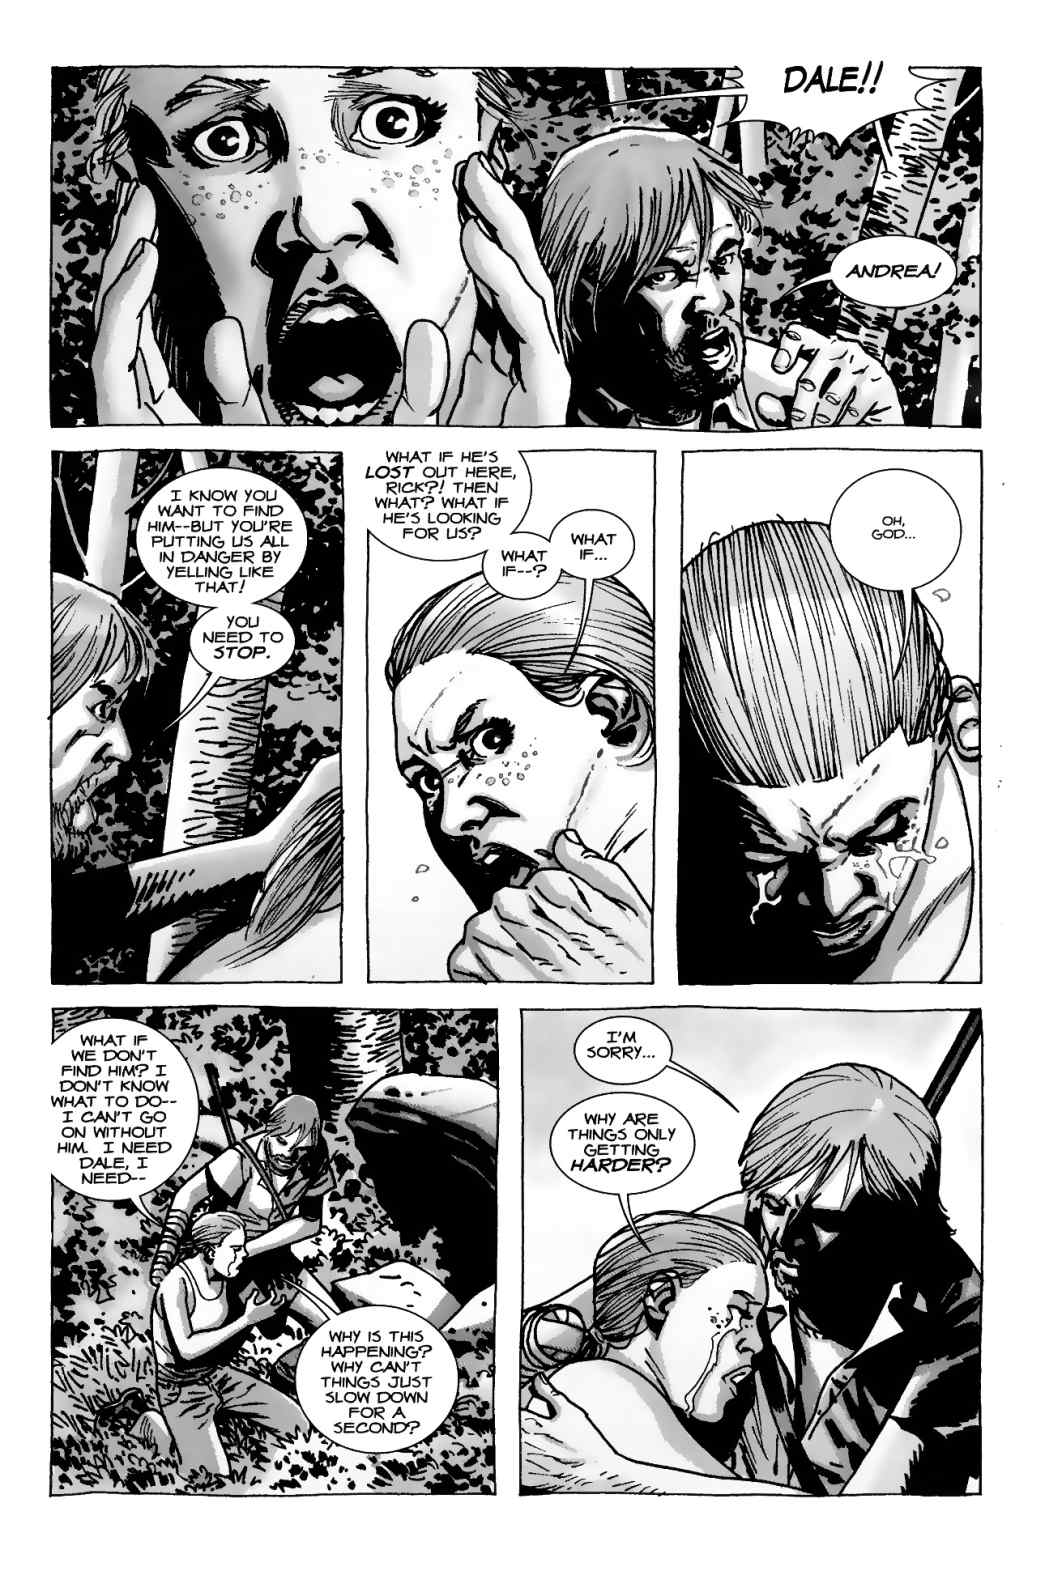 DALE!!
ANDREA!
I KNOW YOU
WANT TO FIND
HIM--BUT YOU'RE
PUTTING US ALL
IN DANGER BY
YELLING LIKE
THAT!
YOU
NEED TO
STOP.
WHAT IF HE'S
LOST OUT HERE,
RICK?! THEN
WHAT? WHAT IF
HE'S LOOKING
FOR US?
WHAT
IF--?
WHAT
IF...
OH,
GOD...
WHAT IF
WE DON'T
FIND HIM? I
DON'T KNOW
WHAT TO DO--
I CAN'T GO
ON WITHOUT
HIM. I NEED
DALE, I
NEED--
WHY IS THIS
HAPPENING?
WHY CAN'T
THINGS JUST
SLOW DOWN
FOR A
SECOND?
I'M
SORRY...
WHY ARE
THINGS ONLY
GETTING
HARDER?